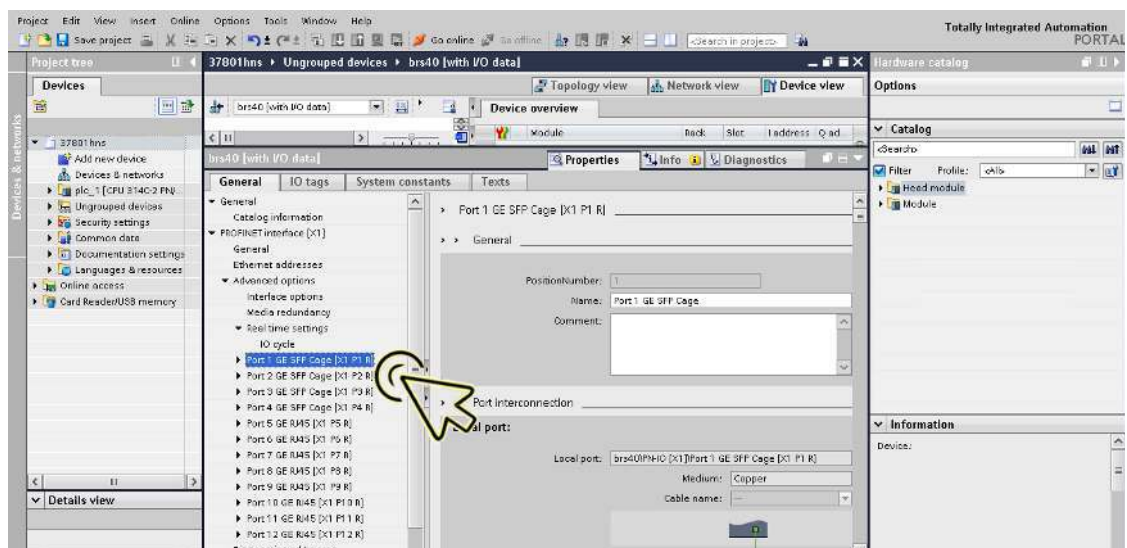 Project Edit View Insert Online Options Tools Window Help
Totally Integrated Automation
PORTAL
Save project
Go online
Go offline
<Search in project>
Project tree
37801hns
Ungrouped devices
brs40 [with I/O data]
Hardware catalog
Devices
Topology view
Network view
Device view
Options
brs40 [with I/O data]
Device overview
Module
Rack
Slot
I address
Q ad
Catalog
<Search>
Filter
Profile:
<All>
Head module
Module
Devices & networks
37801hns
Add new device
Devices & networks
plc_1 [CPU 314C-2 PN/
Ungrouped devices
Security settings
Common data
Documentation settings
Languages & resources
Online access
Card Reader/USB memory
Details view
brs40 [with I/O data]
Properties
Info
Diagnostics
General
IO tags
System constants
Texts
General
Catalog information
PROFINET interface [X1]
General
Ethernet addresses
Advanced options
Interface options
Media redundancy
Real time settings
IO cycle
Port 1 GE SFP Cage [X1 P1 R]
Port 2 GE SFP Cage [X1 P2 R]
Port 3 GE SFP Cage [X1 P3 R]
Port 4 GE SFP Cage [X1 P4 R]
Port 5 GE RJ45 [X1 P5 R]
Port 6 GE RJ45 [X1 P6 R]
Port 7 GE RJ45 [X1 P7 R]
Port 8 GE RJ45 [X1 P8 R]
Port 9 GE RJ45 [X1 P9 R]
Port 10 GE RJ45 [X1 P10 R]
Port 11 GE RJ45 [X1 P11 R]
Port 12 GE RJ45 [X1 P12 R]
Port 1 GE SFP Cage [X1 P1 R]
General
PositionNumber: 1
Name: Port 1 GE SFP Cage
Comment:
Port interconnection
port:
Local port: brs40\PN-IO [X1]\Port 1 GE SFP Cage [X1 P1 R]
Medium: Copper
Cable name: ---
Information
Device: